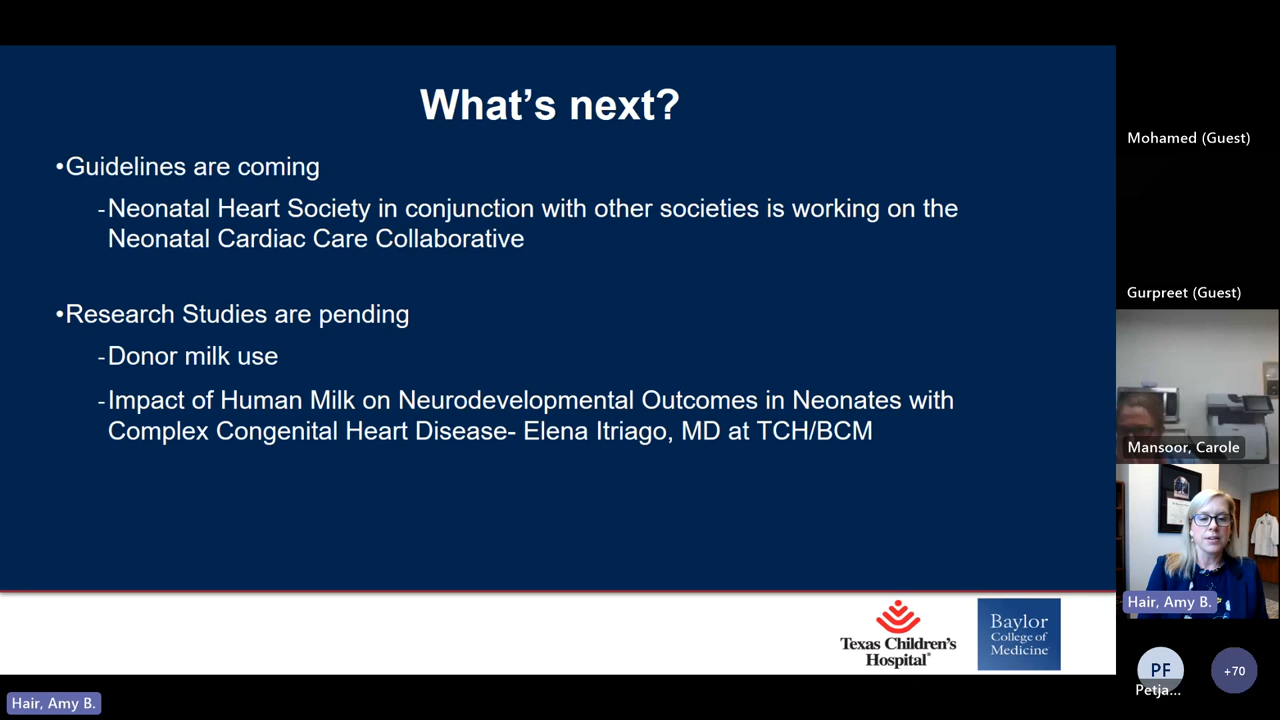 What's next?
•Guidelines are coming
-Neonatal Heart Society in conjunction with other societies is working on the
Neonatal Cardiac Care Collaborative
•Research Studies are pending
-Donor milk use
-Impact of Human Milk on Neurodevelopmental Outcomes in Neonates with
Complex Congenital Heart Disease- Elena Itriago, MD at TCH/BCM
Texas Children's
Hospital®
Baylor
College of
Medicine
Hair, Amy B.
Mohamed (Guest)
Gurpreet (Guest)
Mansoor, Carole
Hair, Amy B.
PF
Petja...
+70